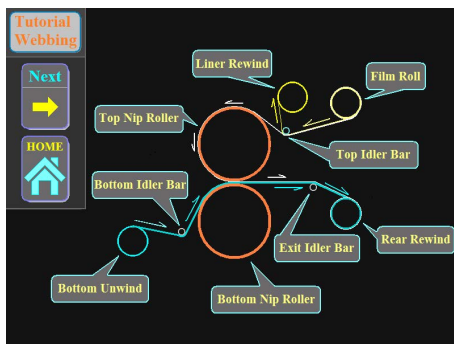 Tutorial
Webbing
Next
HOME
Liner Rewind
Film Roll
Top Nip Roller
Top Idler Bar
Bottom Idler Bar
Exit Idler Bar
Rear Rewind
Bottom Unwind
Bottom Nip Roller